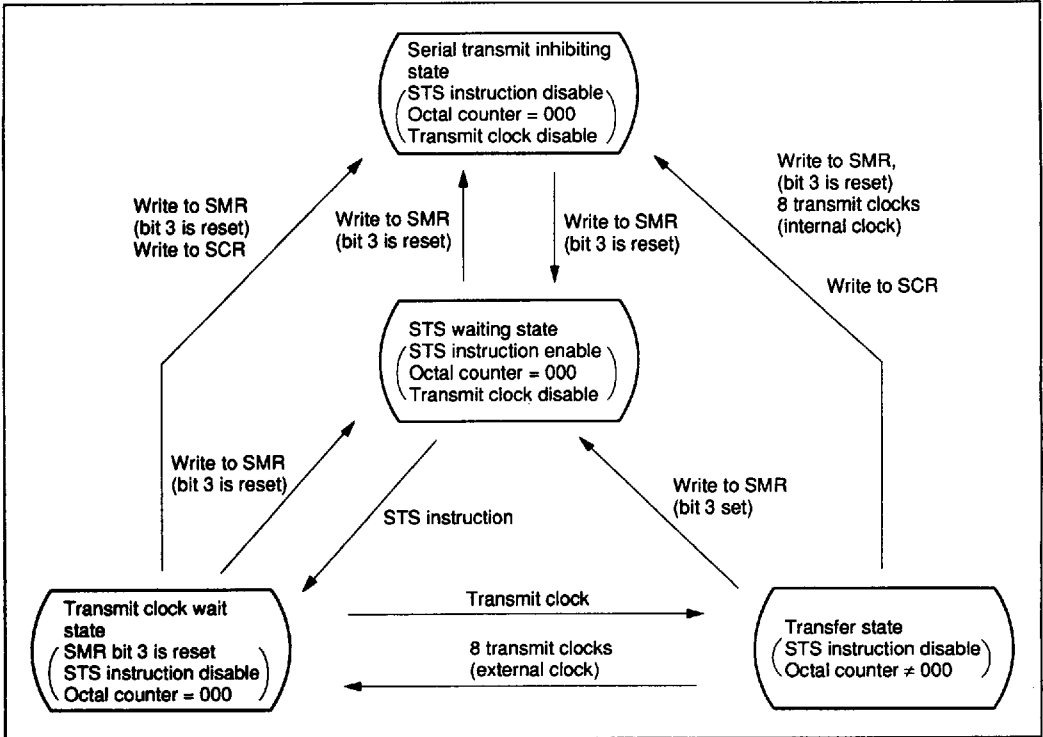 Serial transmit inhibiting
state
STS instruction disable
Octal counter = 000
Transmit clock disable
Write to SMR
(bit 3 is reset)
Write to SCR
Write to SMR
(bit 3 is reset)
Write to SMR
(bit 3 is reset)
Write to SMR,
(bit 3 is reset)
8 transmit clocks
(internal clock)
Write to SCR
STS waiting state
STS instruction enable
Octal counter = 000
Transmit clock disable
Write to SMR
(bit 3 is reset)
STS instruction
Write to SMR
(bit 3 set)
Transmit clock wait
state
SMR bit 3 is reset
STS instruction disable
Octal counter = 000
Transmit clock
8 transmit clocks
(external clock)
Transfer state
STS instruction disable
Octal counter ≠ 000